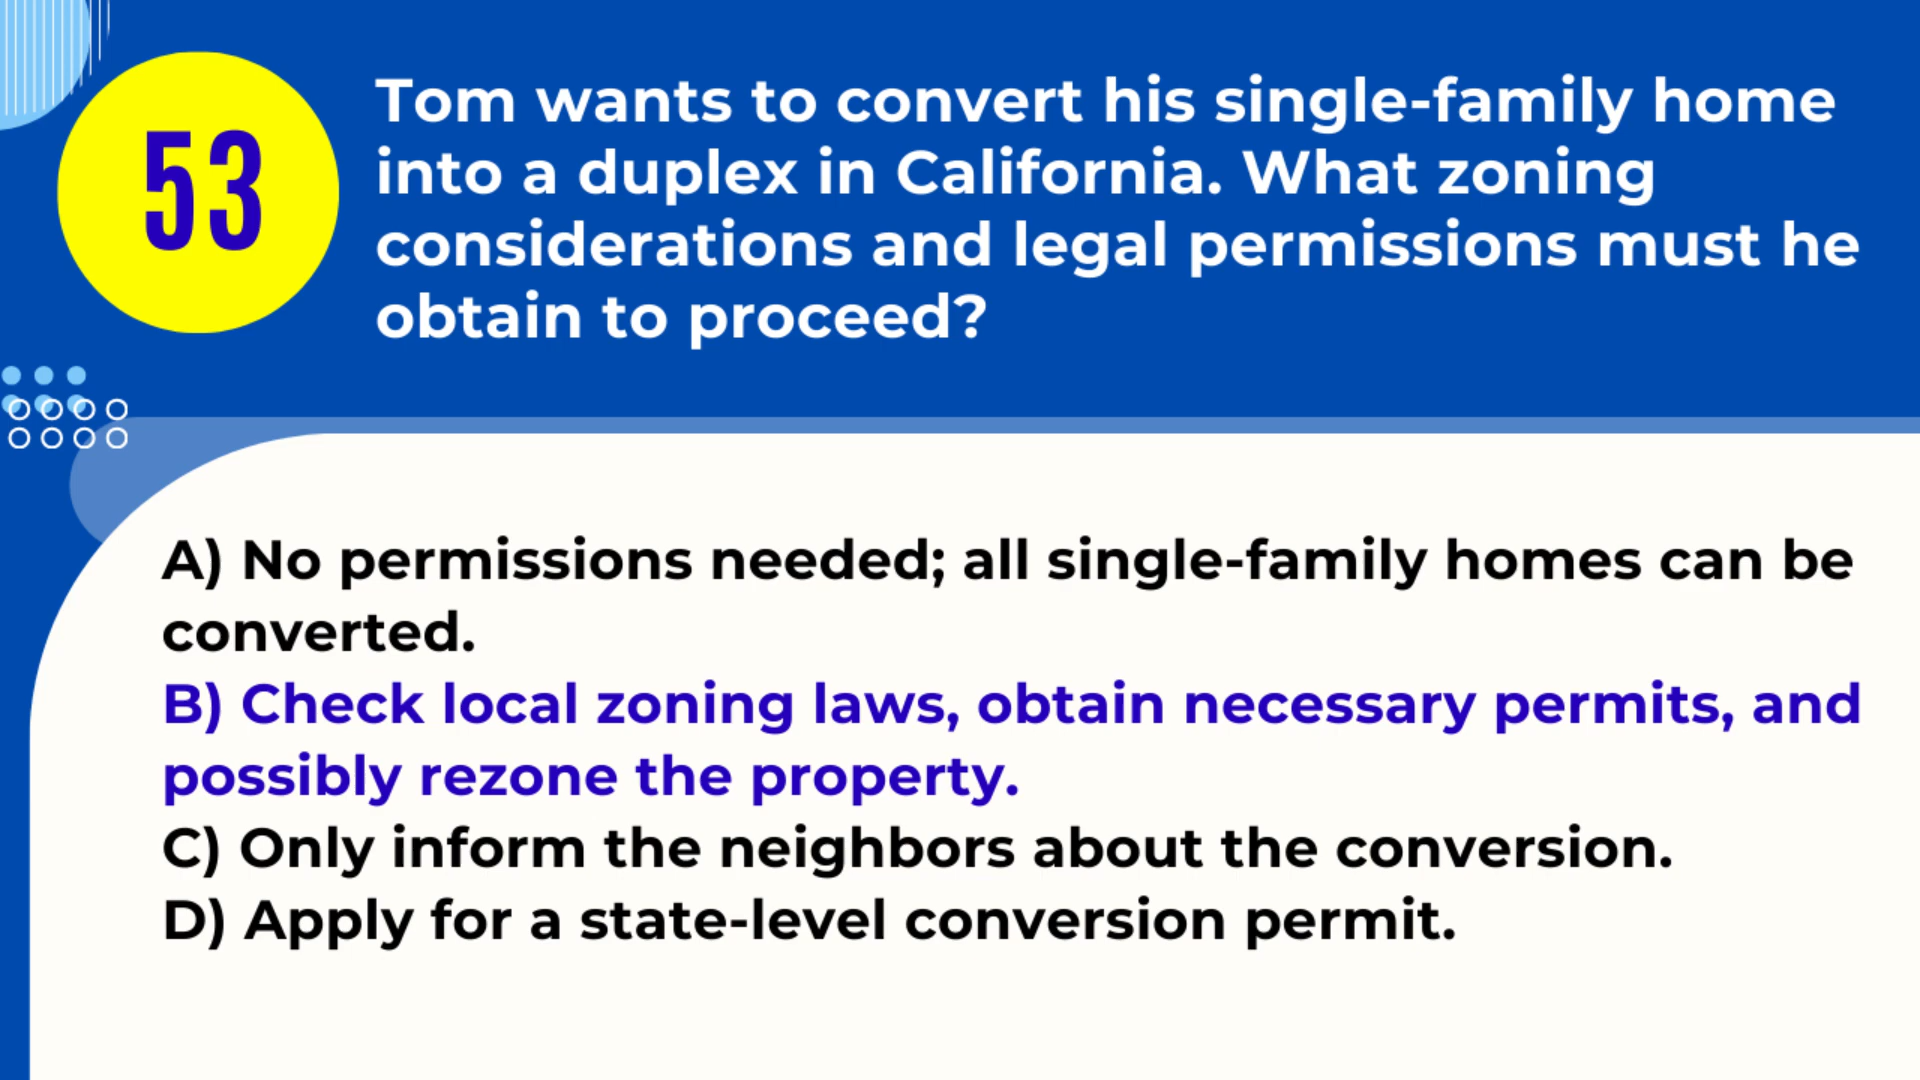 53
Tom wants to convert his single-family home
into a duplex in California. What zoning
considerations and legal permissions must he
obtain to proceed?
A) No permissions needed; all single-family homes can be
converted.
B) Check local zoning laws, obtain necessary permits, and
possibly rezone the property.
C) Only inform the neighbors about the conversion.
D) Apply for a state-level conversion permit.